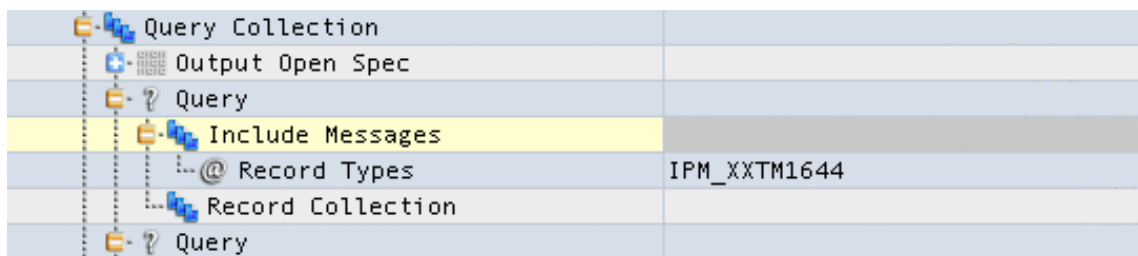 Query Collection
Output Open Spec
? Query
Include Messages
@ Record Types IPM_XXTM1644
Record Collection
? Query